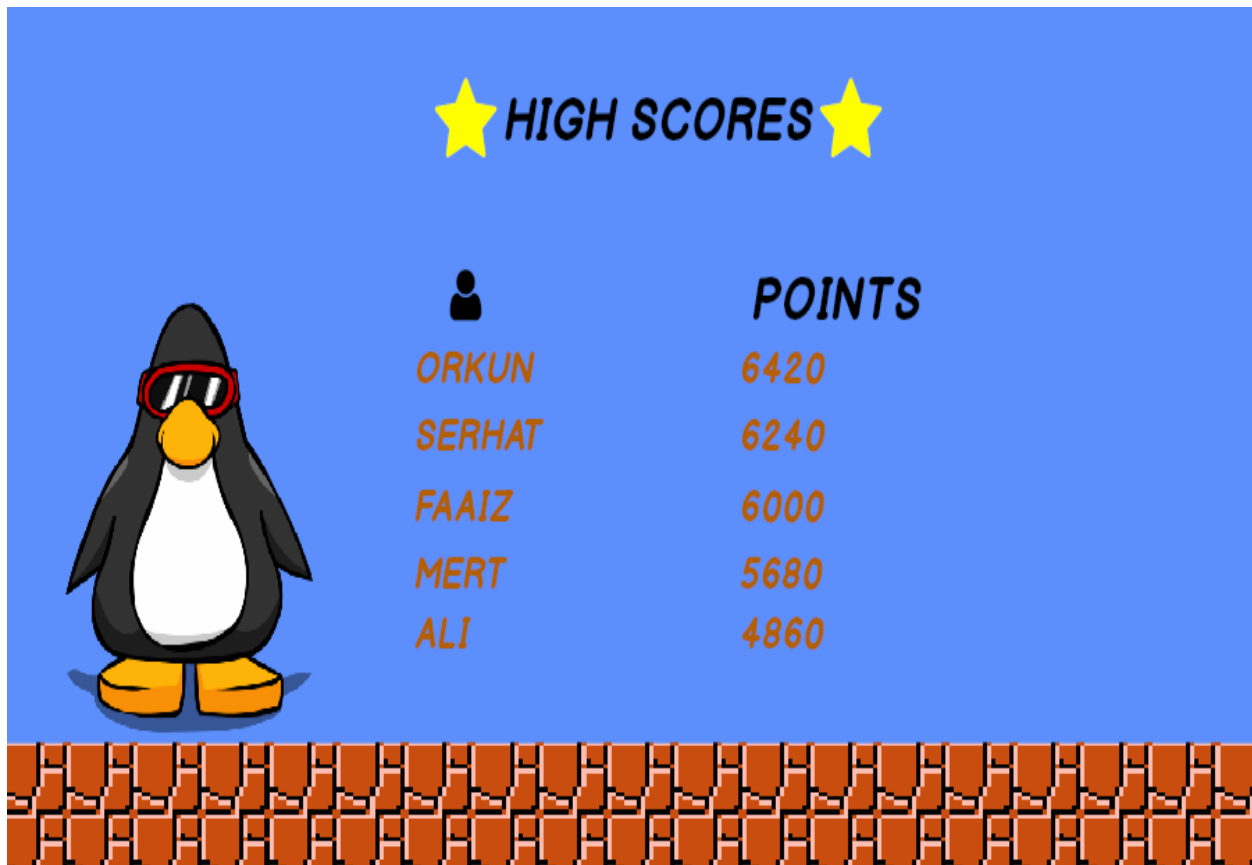 HIGH SCORES
POINTS
ORKUN 6420
SERHAT 6240
FAAIZ 6000
MERT 5680
ALI 4860